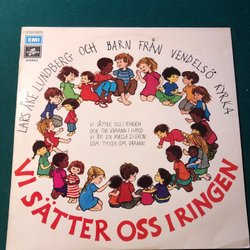 EMI
STEREO
LARS ÅKE LUNDBERG OCH BARN FRÅN VENDELSÖ KYRKA
VI SÄTTER OSS I RINGEN
OCH TAR VARANN I HAND
VI ÄR EN MASSA SYSKON
SOM TYCKER OM VARANN
VI SÄTTER OSS I RINGEN